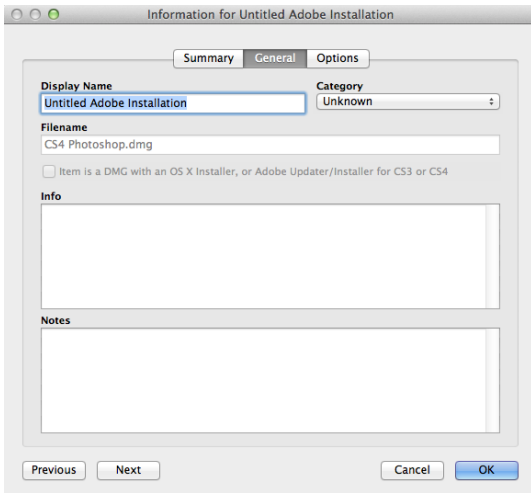 Information for Untitled Adobe Installation
Summary General Options
Display Name Category
Untitled Adobe Installation Unknown
Filename
CS4 Photoshop.dmg
Item is a DMG with an OS X Installer, or Adobe Updater/Installer for CS3 or CS4
Info
Notes
Previous Next Cancel OK